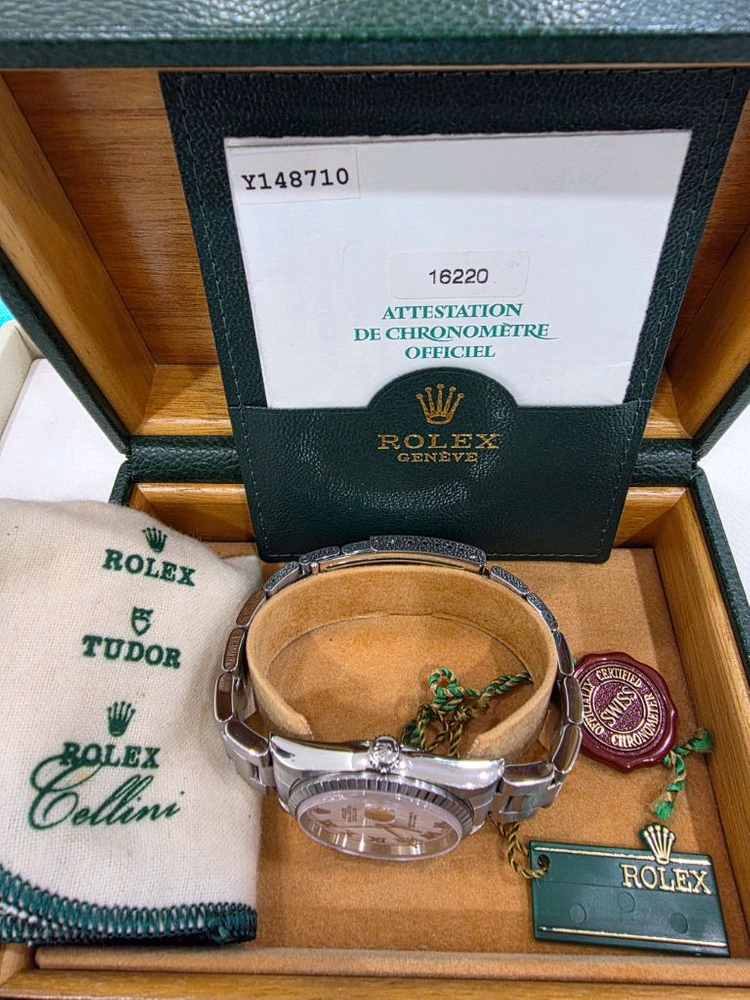 Y148710
16220
ATTESTATION
DE CHRONOMÈTRE
OFFICIEL
ROLEX
GENÈVE
ROLEX
TUDOR
ROLEX
Cellini
OFFICIALLY CERTIFIED
SWISS
CHRONOMETER
ROLEX